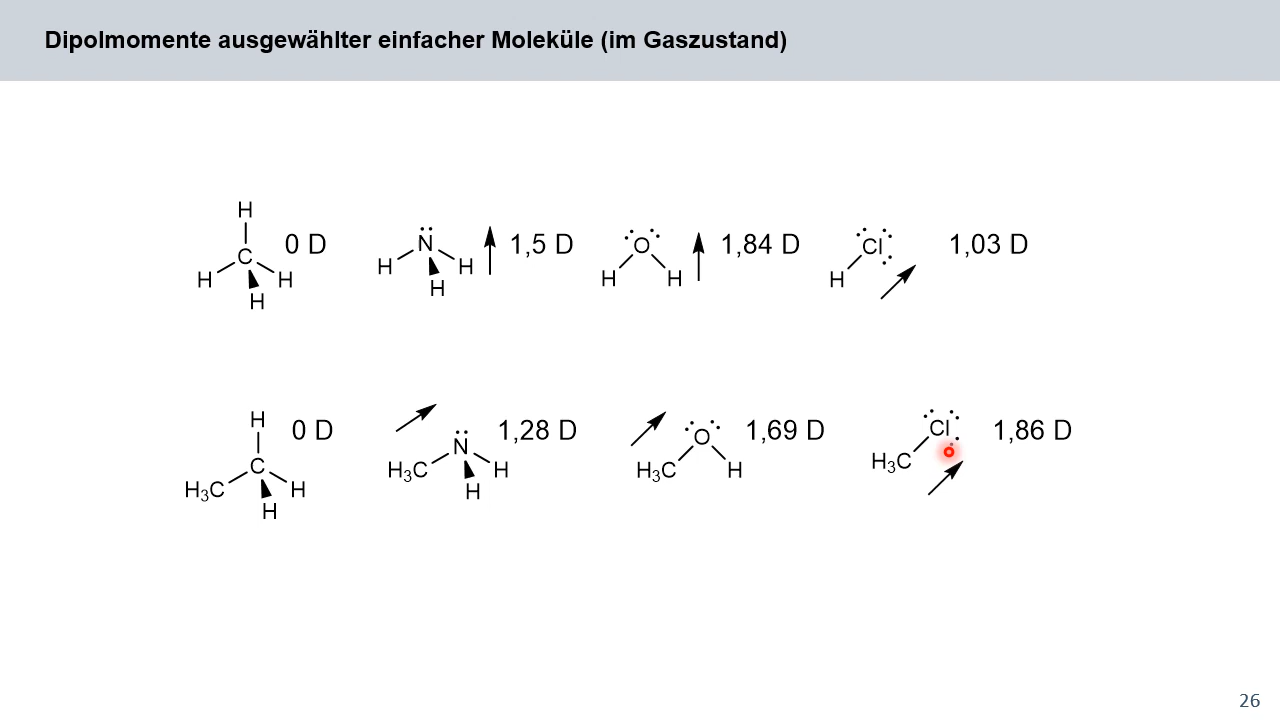 Dipolmomente ausgewählter einfacher Moleküle (im Gaszustand)
H
C
H
H
H
0 D
N
H
H
H
1,5 D
O
H
H
1,84 D
Cl
H
1,03 D
H
C
H₃C
H
H
0 D
N
H₃C
H
H
1,28 D
O
H₃C
H
1,69 D
Cl
H₃C
1,86 D
26